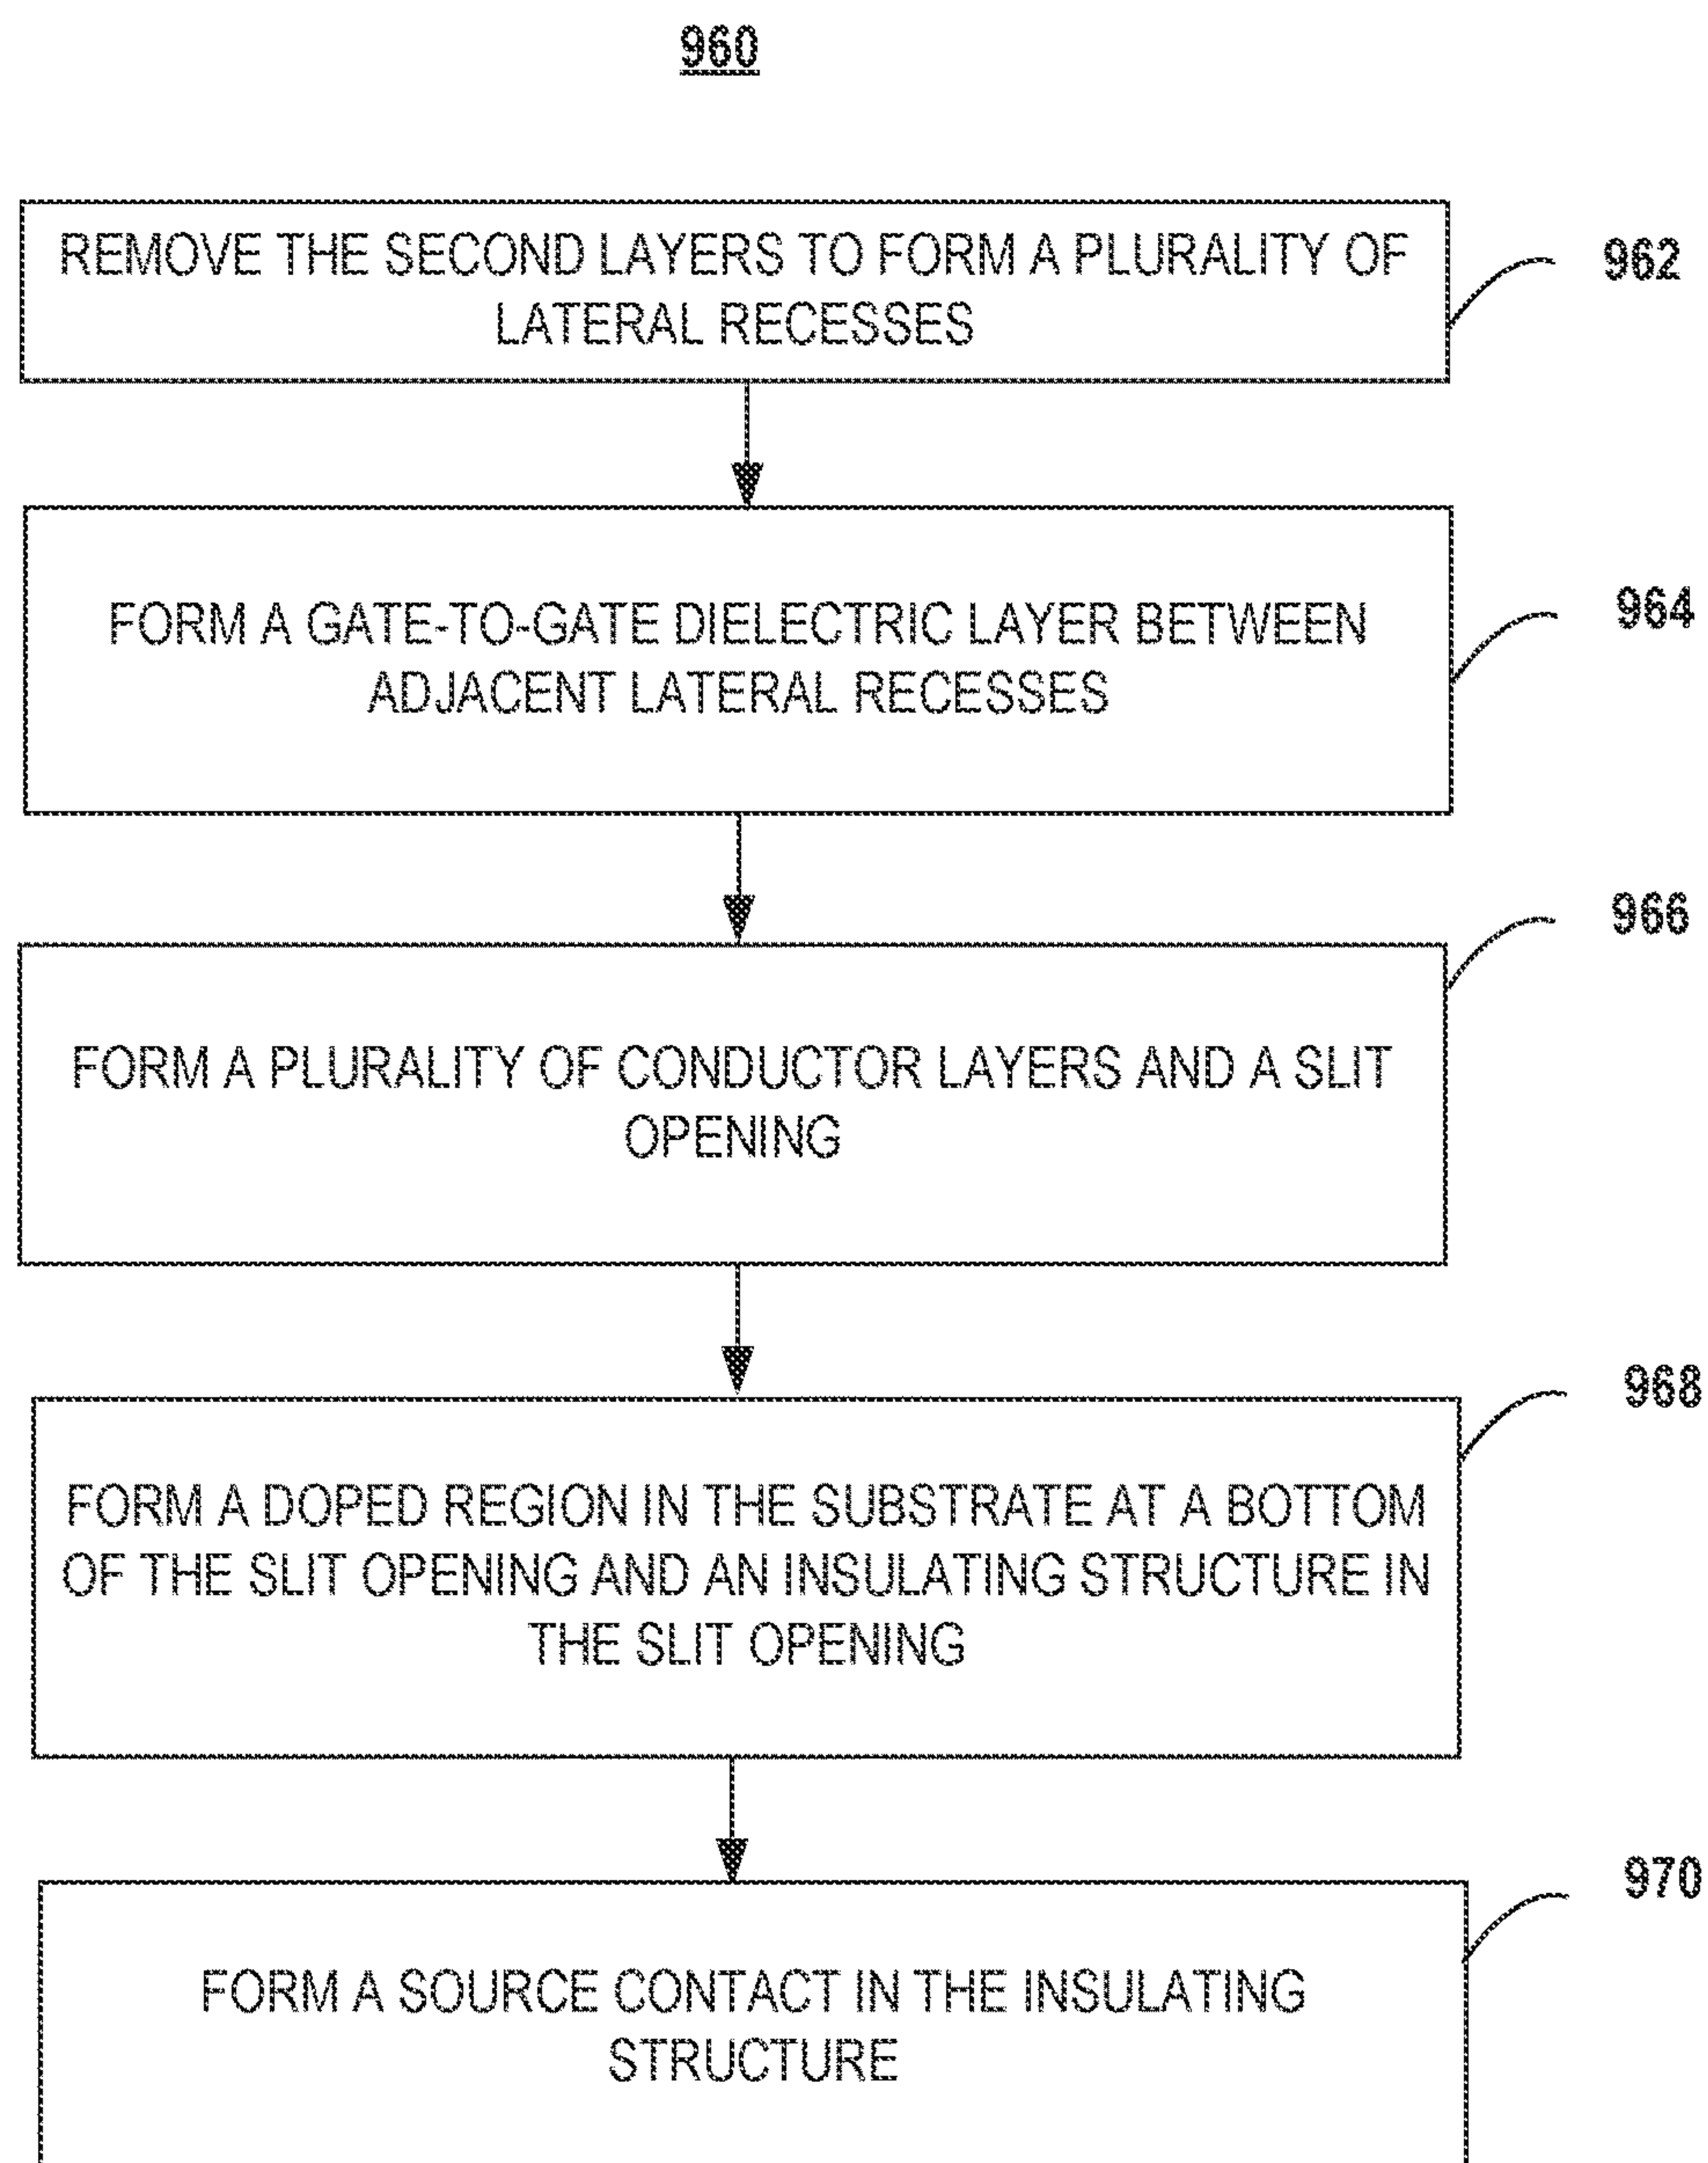 960
REMOVE THE SECOND LAYERS TO FORM A PLURALITY OF
LATERAL RECESSES
962
FORM A GATE-TO-GATE DIELECTRIC LAYER BETWEEN
ADJACENT LATERAL RECESSES
964
FORM A PLURALITY OF CONDUCTOR LAYERS AND A SLIT
OPENING
966
FORM A DOPED REGION IN THE SUBSTRATE AT A BOTTOM
OF THE SLIT OPENING AND AN INSULATING STRUCTURE IN
THE SLIT OPENING
968
FORM A SOURCE CONTACT IN THE INSULATING
STRUCTURE
970